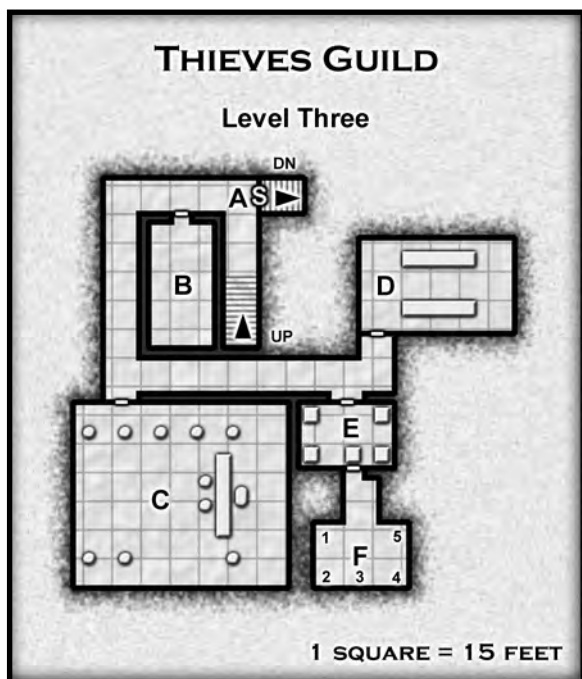 THIEVES GUILD
Level Three
DN
A S
D
B
UP
E
C
1 5
F
2 3 4
1 SQUARE = 15 FEET